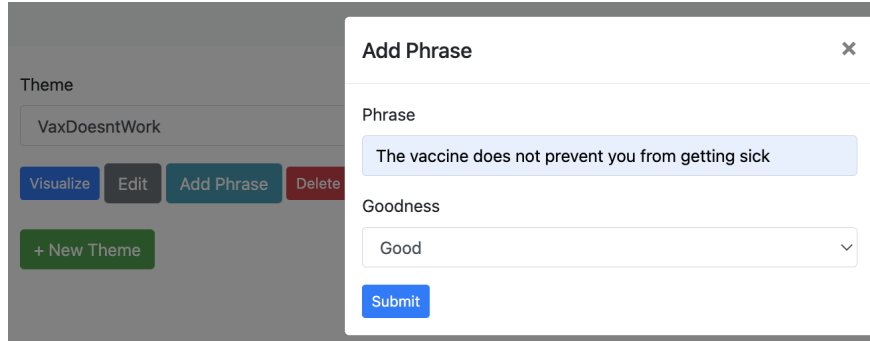 Theme
VaxDoesntWork
Visualize Edit Add Phrase Delete
+ New Theme
Add Phrase ×
Phrase
The vaccine does not prevent you from getting sick
Goodness
Good
Submit